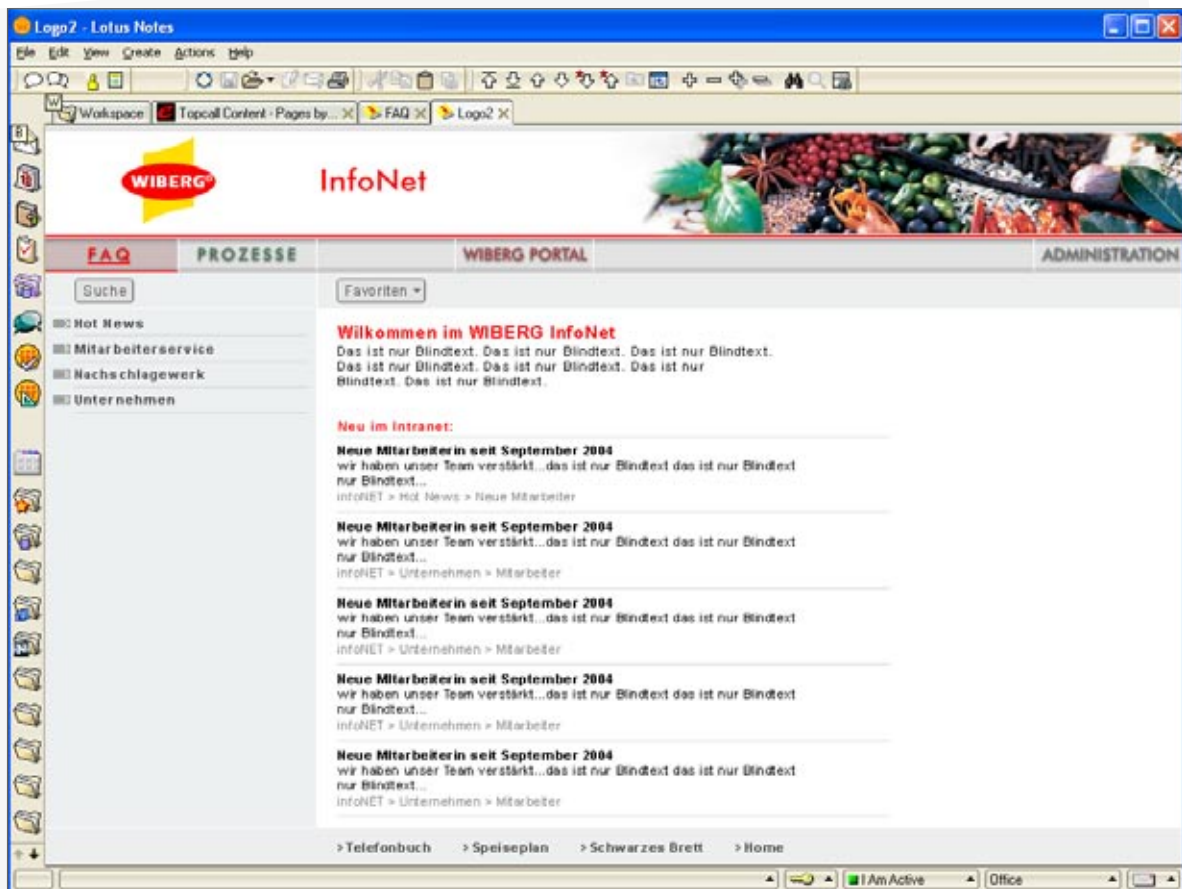 Logo2 - Lotus Notes
File Edit View Create Actions Help
W
Workspace Topcall Content - Pages by... FAQ Logo2
B
WIBERG®
InfoNet
FAQ PROZESSE WIBERG PORTAL ADMINISTRATION
Suche Favoriten
Hot News
Mitarbeiterservice
Nachschlagewerk
Unternehmen
Wilkommen im WIBERG InfoNet
Das ist nur Blindtext. Das ist nur Blindtext. Das ist nur Blindtext.
Das ist nur Blindtext. Das ist nur Blindtext. Das ist nur
Blindtext. Das ist nur Blindtext.
Neu im Intranet:
Neue MItarbeiterin seit September 2004
wir haben unser Team verstärkt...das ist nur Blindtext das ist nur Blindtext
nur Blindtext...
infoNET > Hot News > Neue Mitarbeiter
Neue MItarbeiterin seit September 2004
wir haben unser Team verstärkt...das ist nur Blindtext das ist nur Blindtext
nur Blindtext...
infoNET > Unternehmen > Mitarbeiter
Neue MItarbeiterin seit September 2004
wir haben unser Team verstärkt...das ist nur Blindtext das ist nur Blindtext
nur Blindtext...
infoNET > Unternehmen > Mitarbeiter
Neue MItarbeiterin seit September 2004
wir haben unser Team verstärkt...das ist nur Blindtext das ist nur Blindtext
nur Blindtext...
infoNET > Unternehmen > Mitarbeiter
Neue MItarbeiterin seit September 2004
wir haben unser Team verstärkt...das ist nur Blindtext das ist nur Blindtext
nur Blindtext...
infoNET > Unternehmen > Mitarbeiter
> Telefonbuch > Speiseplan > Schwarzes Brett > Home
I Am Active Office